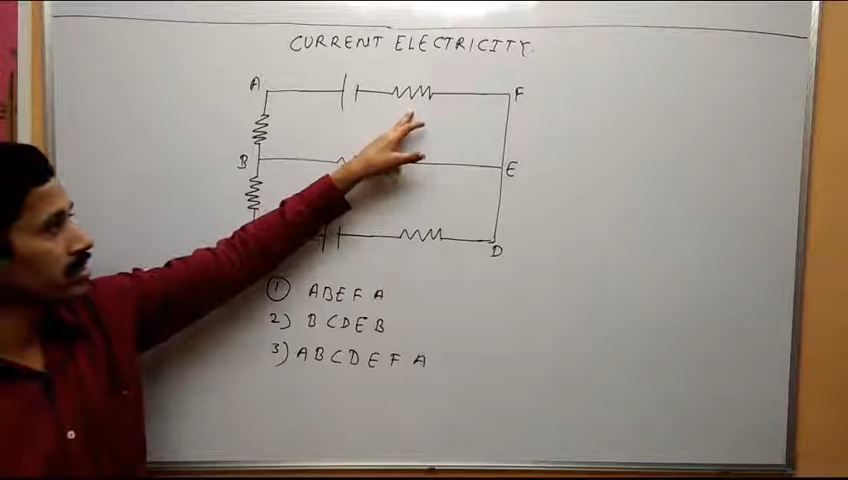 CURRENT ELECTRICITY.
A F
B E
D
① ABEFA
2) BCDEB
3) ABCDEFA